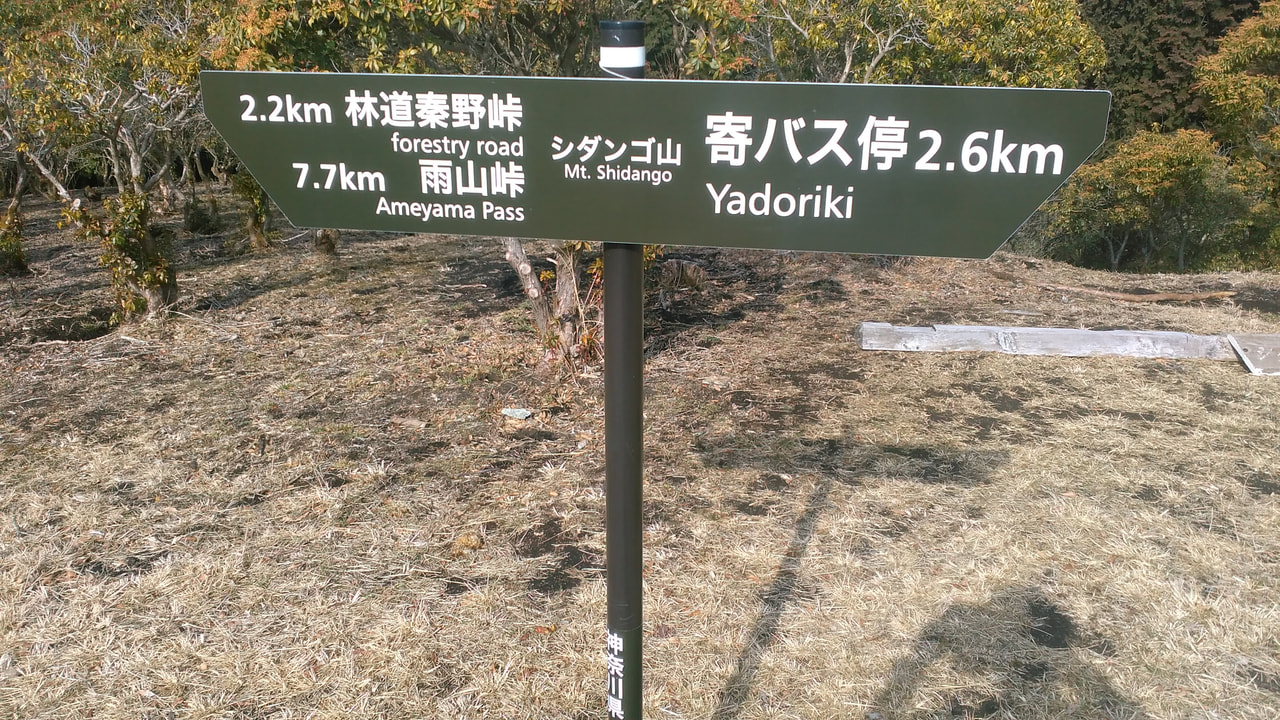 2.2km 林道秦野峠
forestry road
7.7km 雨山峠
Ameyama Pass
シダンゴ山
Mt. Shidango
寄バス停 2.6km
Yadoriki
神奈川県